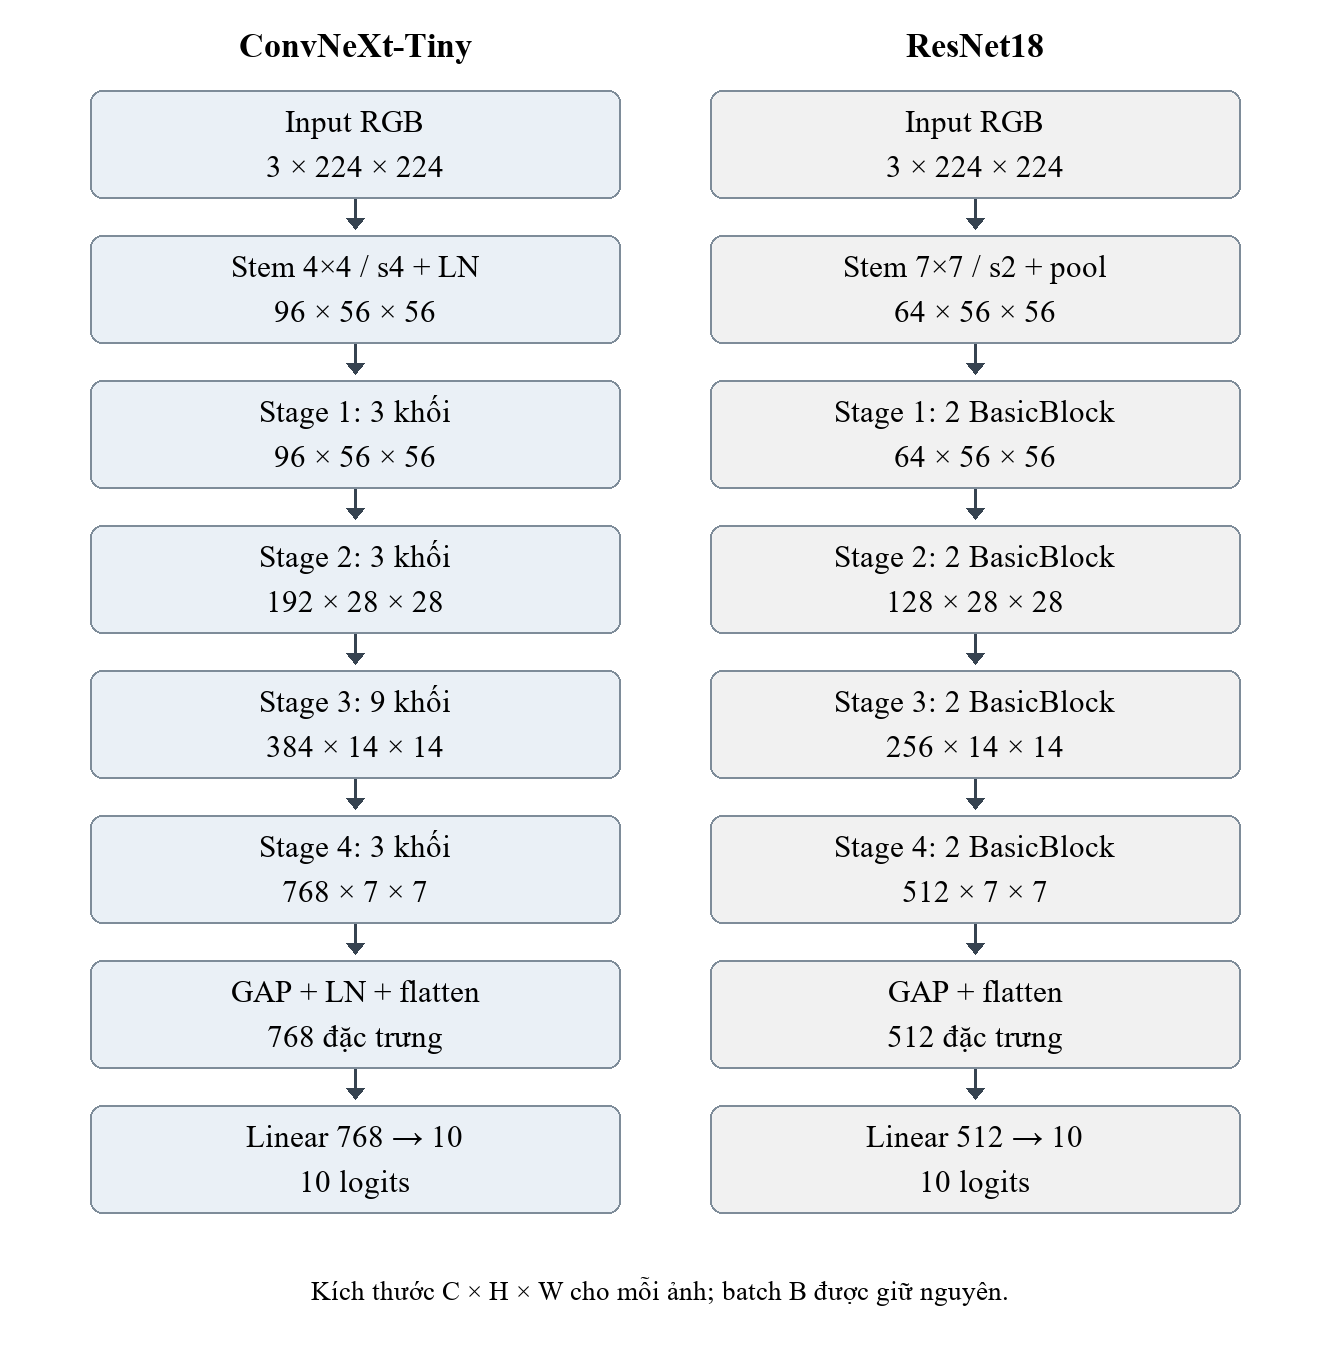 ConvNeXt-Tiny
Input RGB
3 × 224 × 224
Stem 4×4 / s4 + LN
96 × 56 × 56
Stage 1: 3 khối
96 × 56 × 56
Stage 2: 3 khối
192 × 28 × 28
Stage 3: 9 khối
384 × 14 × 14
Stage 4: 3 khối
768 × 7 × 7
GAP + LN + flatten
768 đặc trưng
Linear 768 → 10
10 logits
ResNet18
Input RGB
3 × 224 × 224
Stem 7×7 / s2 + pool
64 × 56 × 56
Stage 1: 2 BasicBlock
64 × 56 × 56
Stage 2: 2 BasicBlock
128 × 28 × 28
Stage 3: 2 BasicBlock
256 × 14 × 14
Stage 4: 2 BasicBlock
512 × 7 × 7
GAP + flatten
512 đặc trưng
Linear 512 → 10
10 logits
Kích thước C × H × W cho mỗi ảnh; batch B được giữ nguyên.